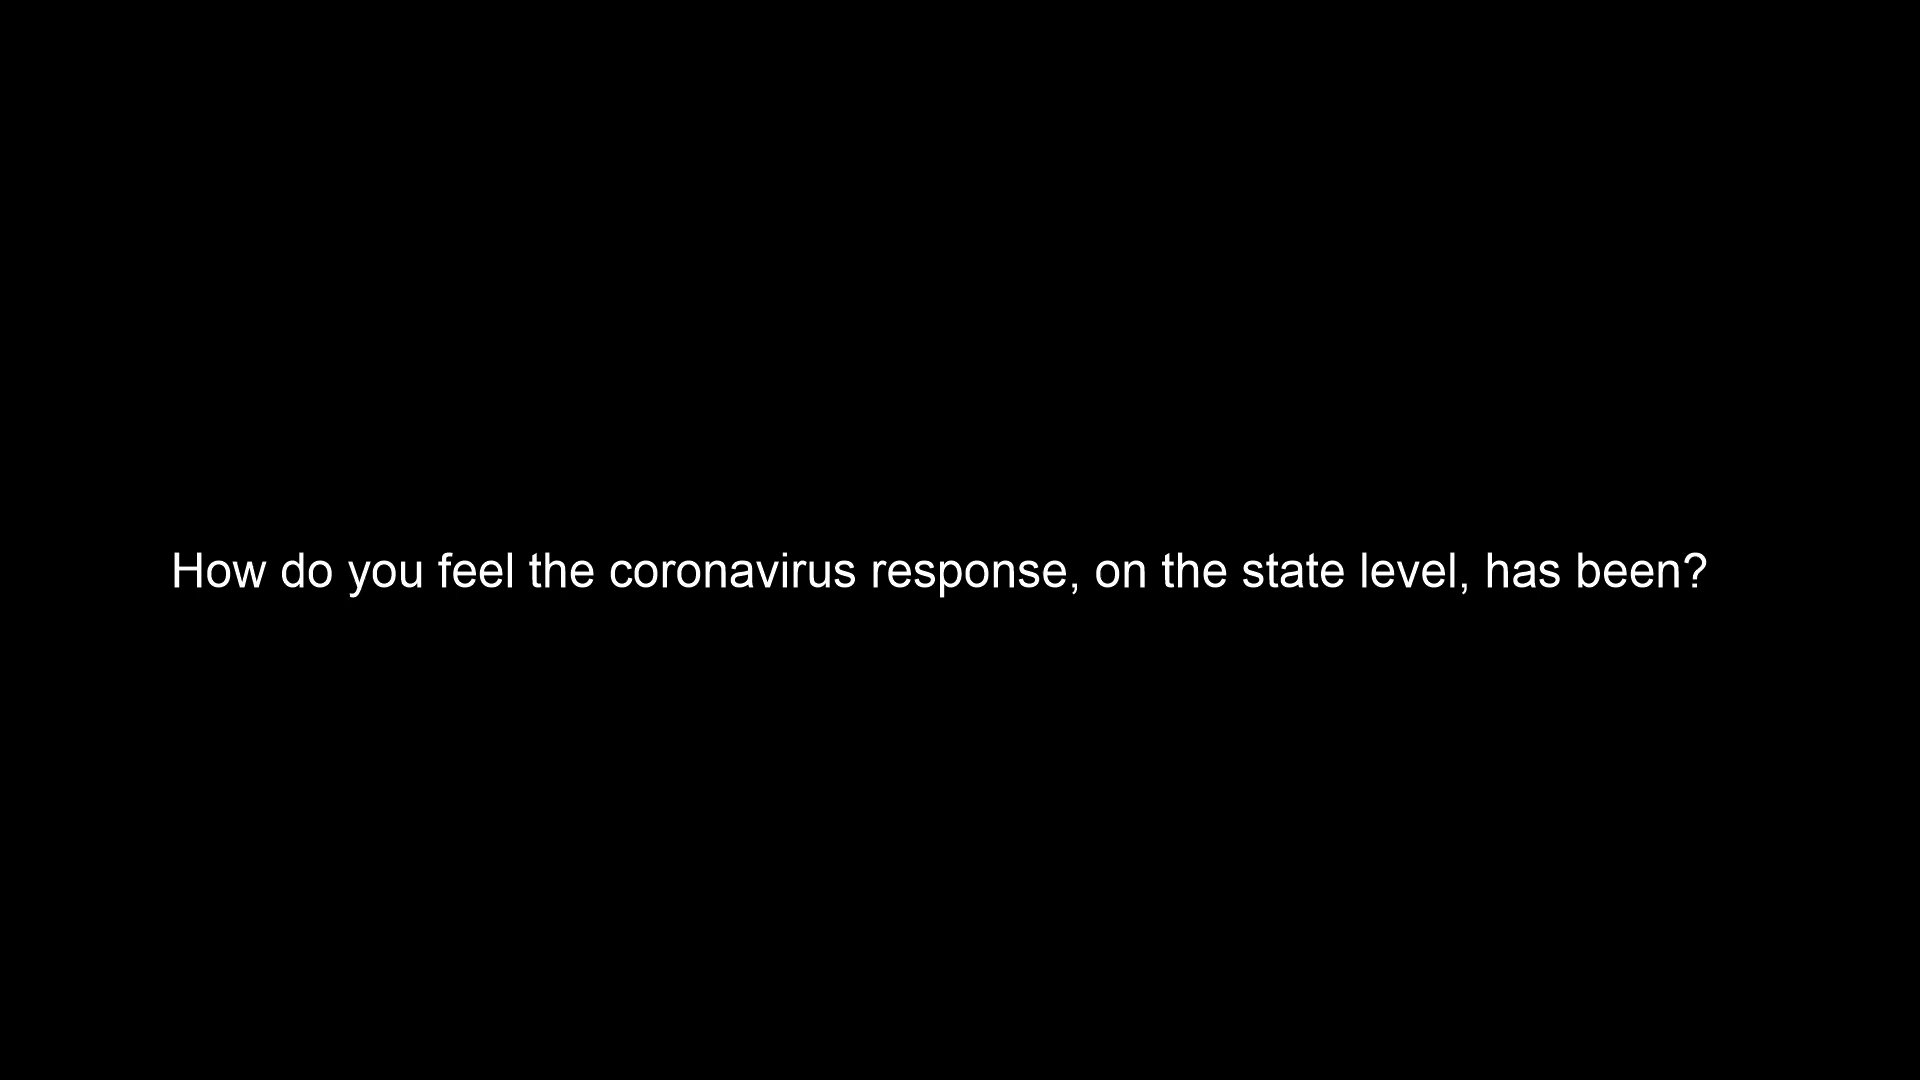 How do you feel the coronavirus response, on the state level, has been?